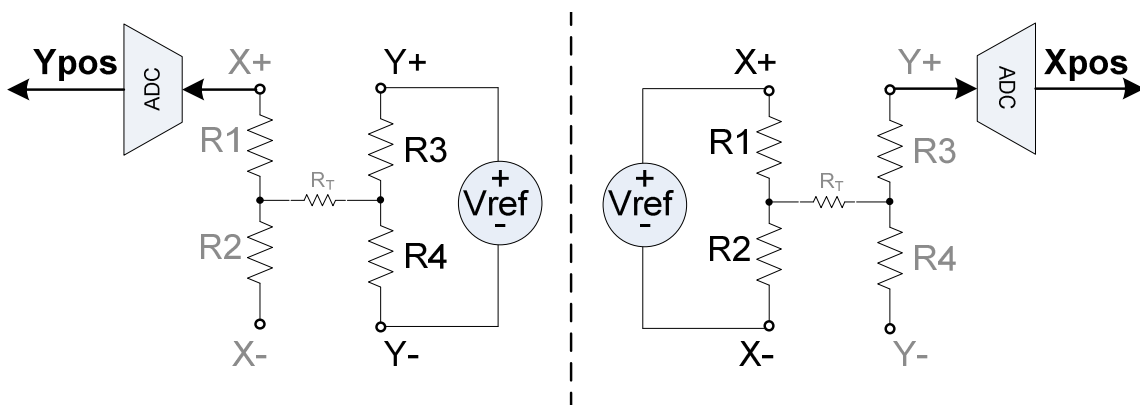 Ypos
ADC
X+
R1
R2
X-
RT
Y+
R3
R4
Y-
+
Vref
-
+
Vref
-
X+
R1
R2
X-
RT
Y+
R3
R4
Y-
ADC
Xpos